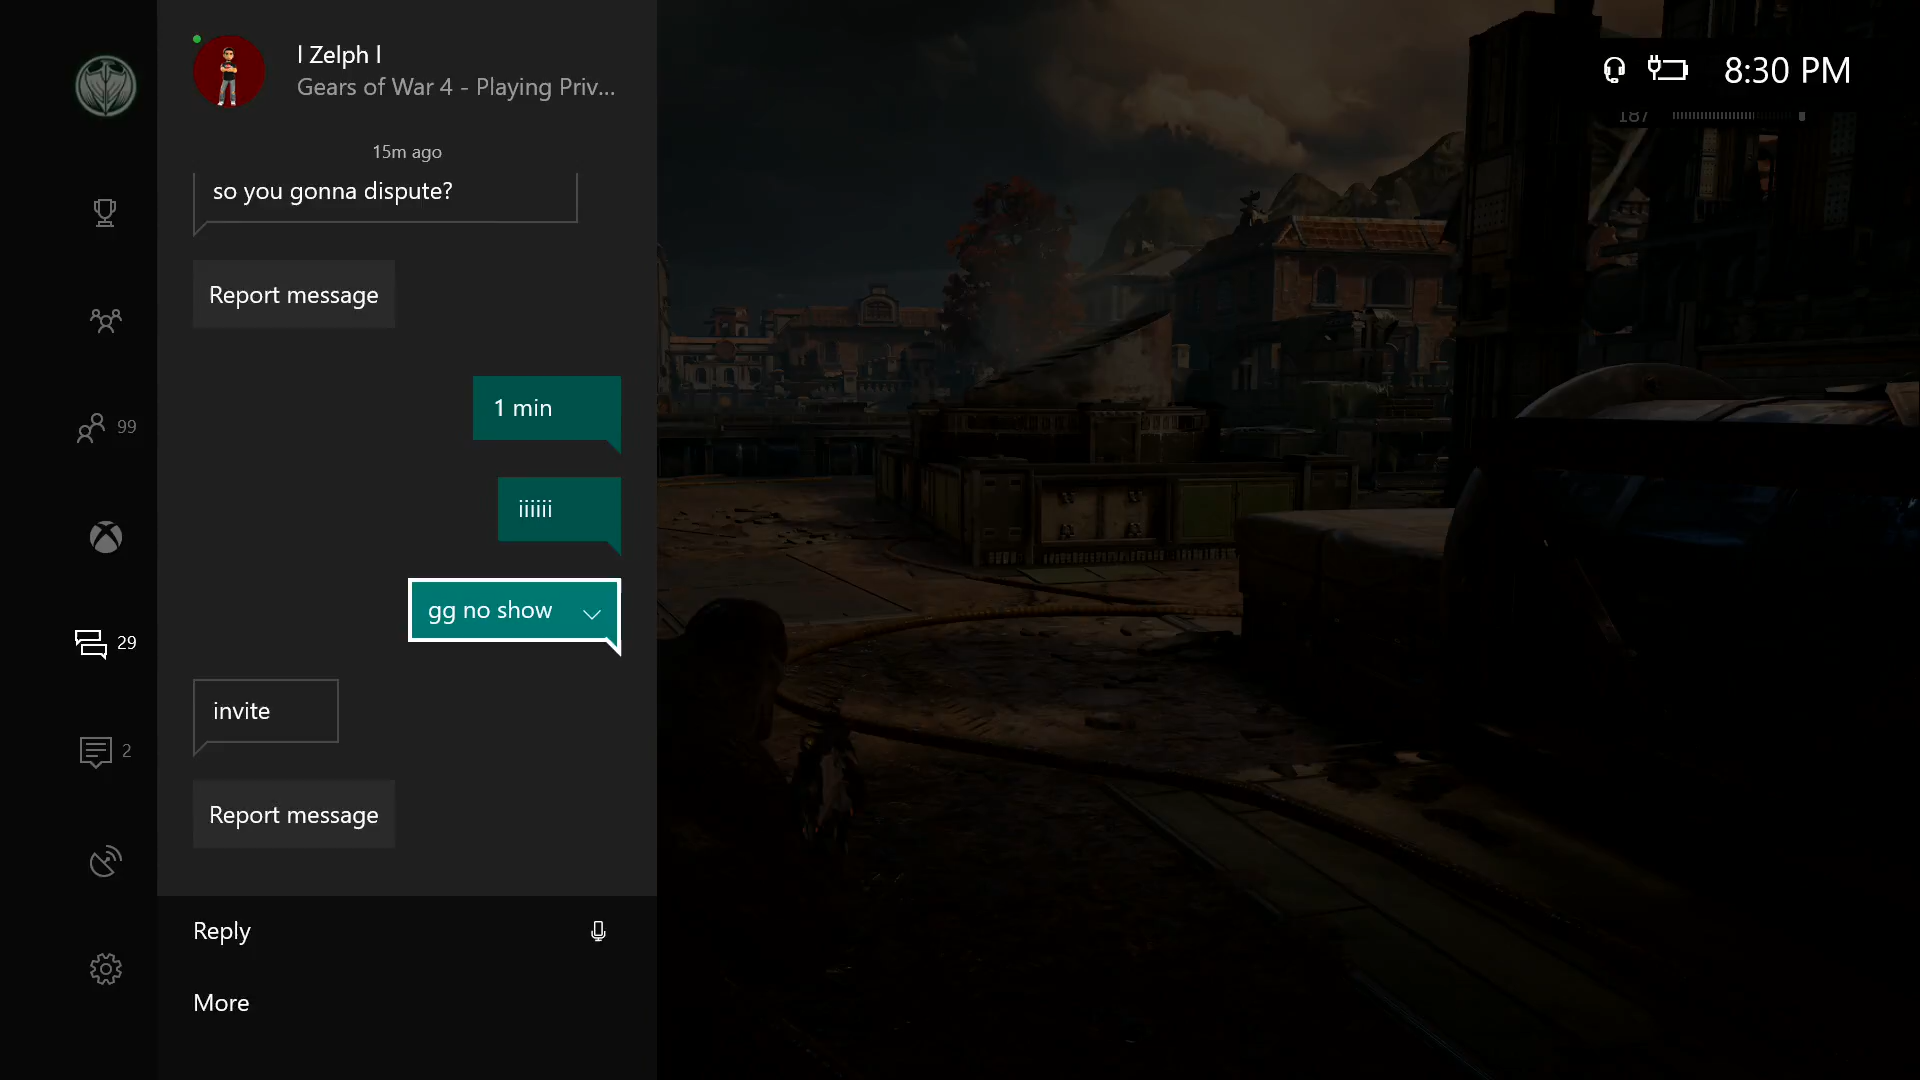 l Zelph l
Gears of War 4 - Playing Priv...
8:30 PM
187
15m ago
so you gonna dispute?
Report message
1 min
99
iiiiii
gg no show
29
invite
2
Report message
Reply
More